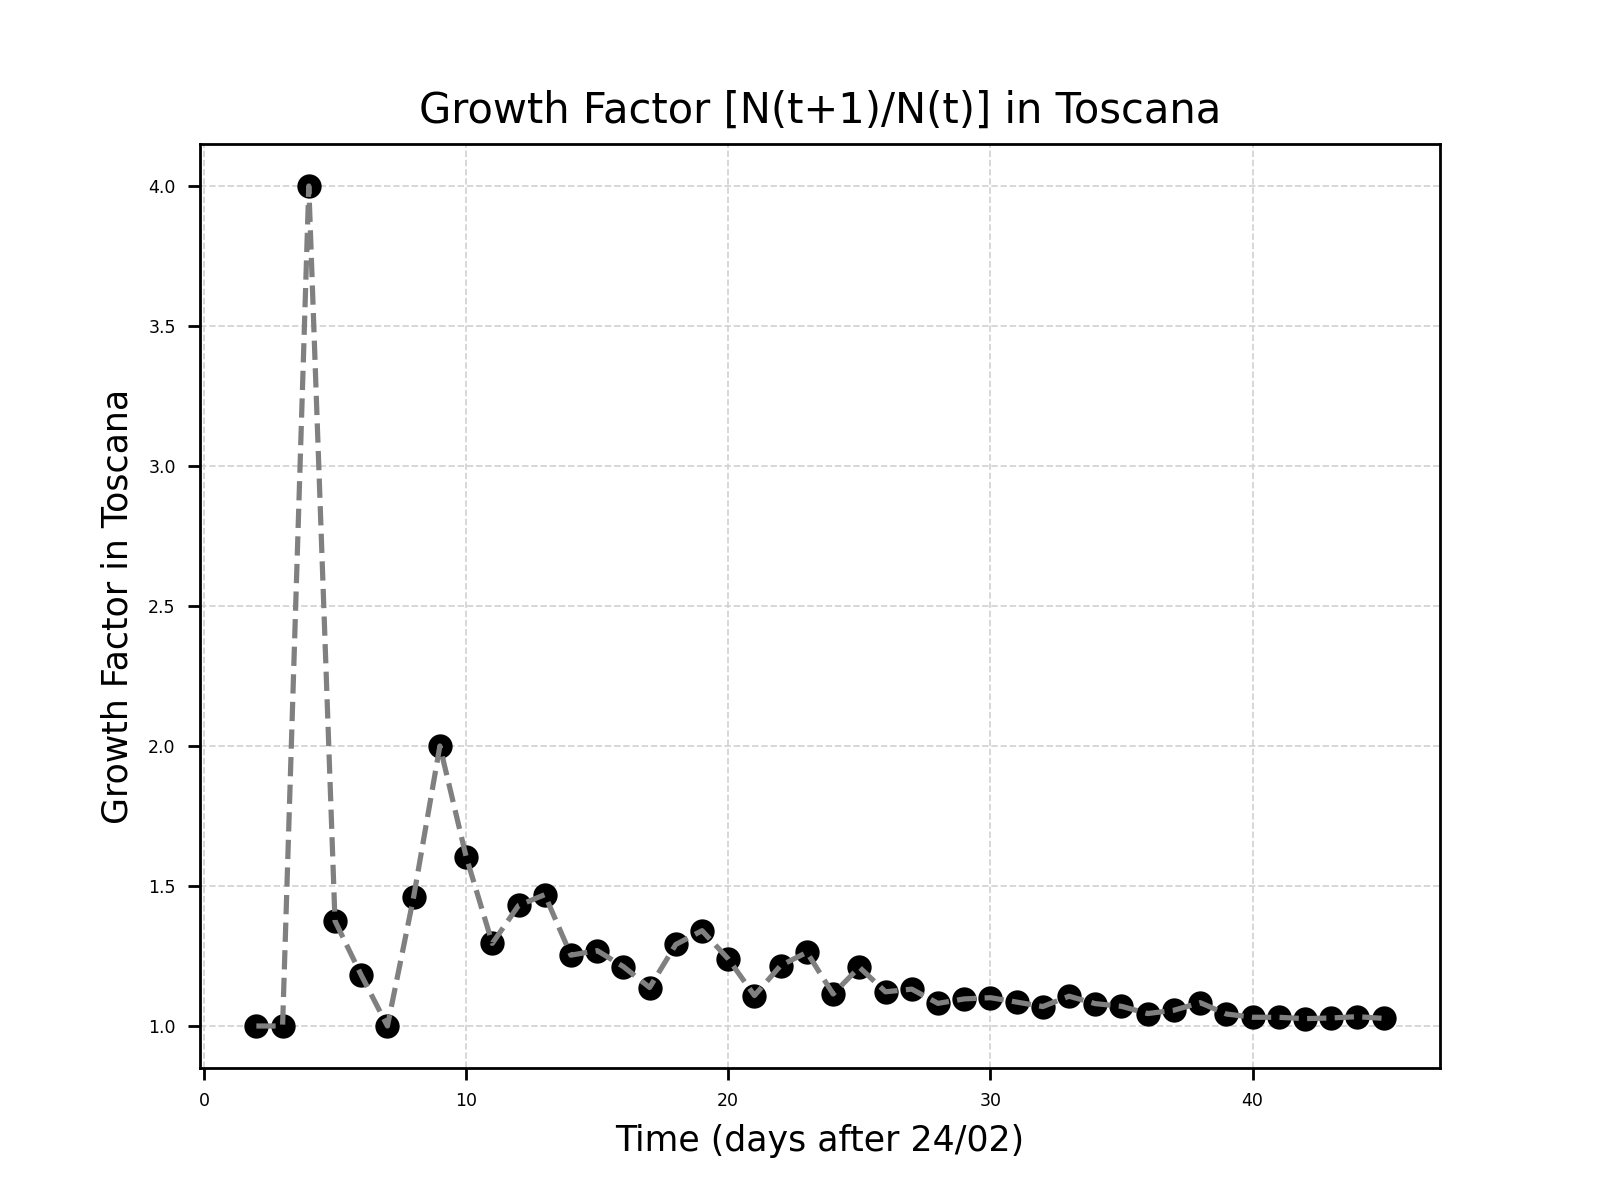 Growth Factor [N(t+1)/N(t)] in Toscana
Growth Factor in Toscana
4.0
3.5
3.0
2.5
2.0
1.5
1.0
0 10 20 30 40
Time (days after 24/02)